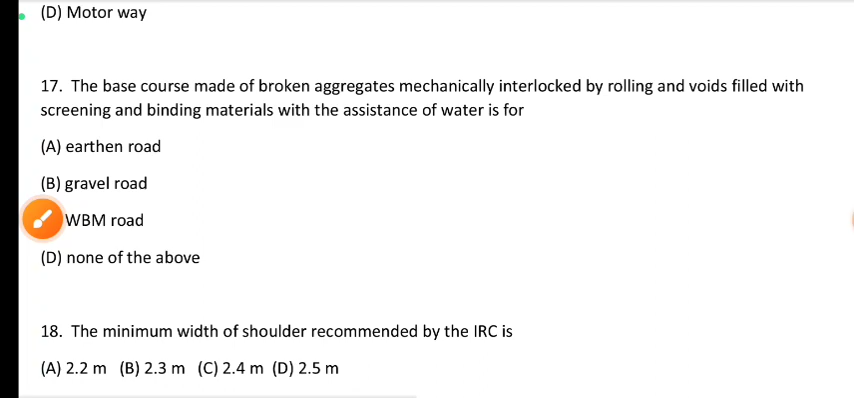 (D) Motor way
17. The base course made of broken aggregates mechanically interlocked by rolling and voids filled with
screening and binding materials with the assistance of water is for
(A) earthen road
(B) gravel road
WBM road
(D) none of the above
18. The minimum width of shoulder recommended by the IRC is
(A) 2.2 m (B) 2.3 m (C) 2.4 m (D) 2.5 m